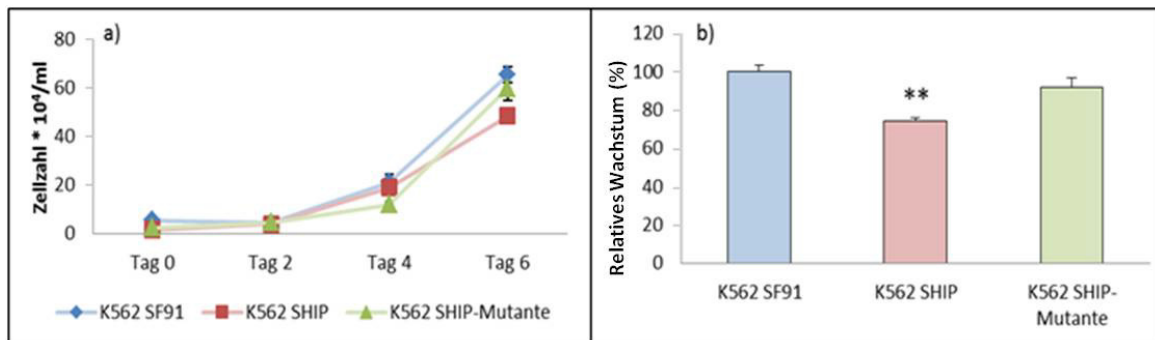 a)
Zellzahl * 10⁴/ml
80
60
40
20
0
Tag 0 Tag 2 Tag 4 Tag 6
K562 SF91 K562 SHIP K562 SHIP-Mutante
b)
Relatives Wachstum (%)
120
100
80
60
40
20
0
**
K562 SF91 K562 SHIP K562 SHIP-
Mutante